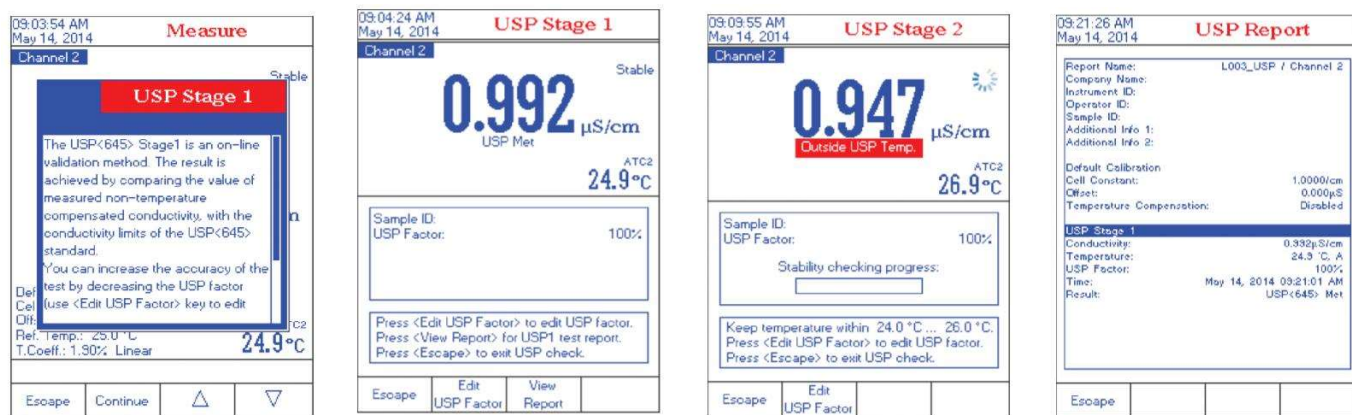 09:03:54 AM
May 14, 2014
Measure
Channel 2
Stable
USP Stage 1
The USP<645> Stage1 is an on-line
validation method. The result is
achieved by comparing the value of
measured non-temperature
compensated conductivity, with the
conductivity limits of the USP<645>
standard.
You can increase the accuracy of the
test by decreasing the USP factor
(use <Edit USP Factor> key to edit
Ref. Temp.: 25.0 °C
T.Coeff.: 1.90% Linear
24.9°C
Escape
Continue
△
▽
09:04:24 AM
May 14, 2014
USP Stage 1
Channel 2
Stable
0.992 µS/cm
USP Met
ATC2
24.9°C
Sample ID:
USP Factor: 100%
Press <Edit USP Factor> to edit USP factor.
Press <View Report> for USP1 test report.
Press <Escape> to exit USP check.
Escape
Edit
USP Factor
View
Report
09:09:55 AM
May 14, 2014
USP Stage 2
Channel 2
0.947 µS/cm
Outside USP Temp.
ATC2
26.9°C
Sample ID:
USP Factor: 100%
Stability checking progress:
Keep temperature within 24.0 °C ... 26.0 °C.
Press <Edit USP Factor> to edit USP factor.
Press <Escape> to exit USP check.
Escape
Edit
USP Factor
09:21:26 AM
May 14, 2014
USP Report
Report Name: L003_USP / Channel 2
Company Name:
Instrument ID:
Operator ID:
Sample ID:
Additional Info 1:
Additional Info 2:
Default Calibration
Cell Constant: 1.0000/cm
Offset: 0.000µS
Temperature Compensation: Disabled
USP Stage 1
Conductivity: 0.992µS/cm
Temperature: 24.9 °C, A
USP Factor: 100%
Time: May 14, 2014 09:21:01 AM
Result: USP<645> Met
Escape